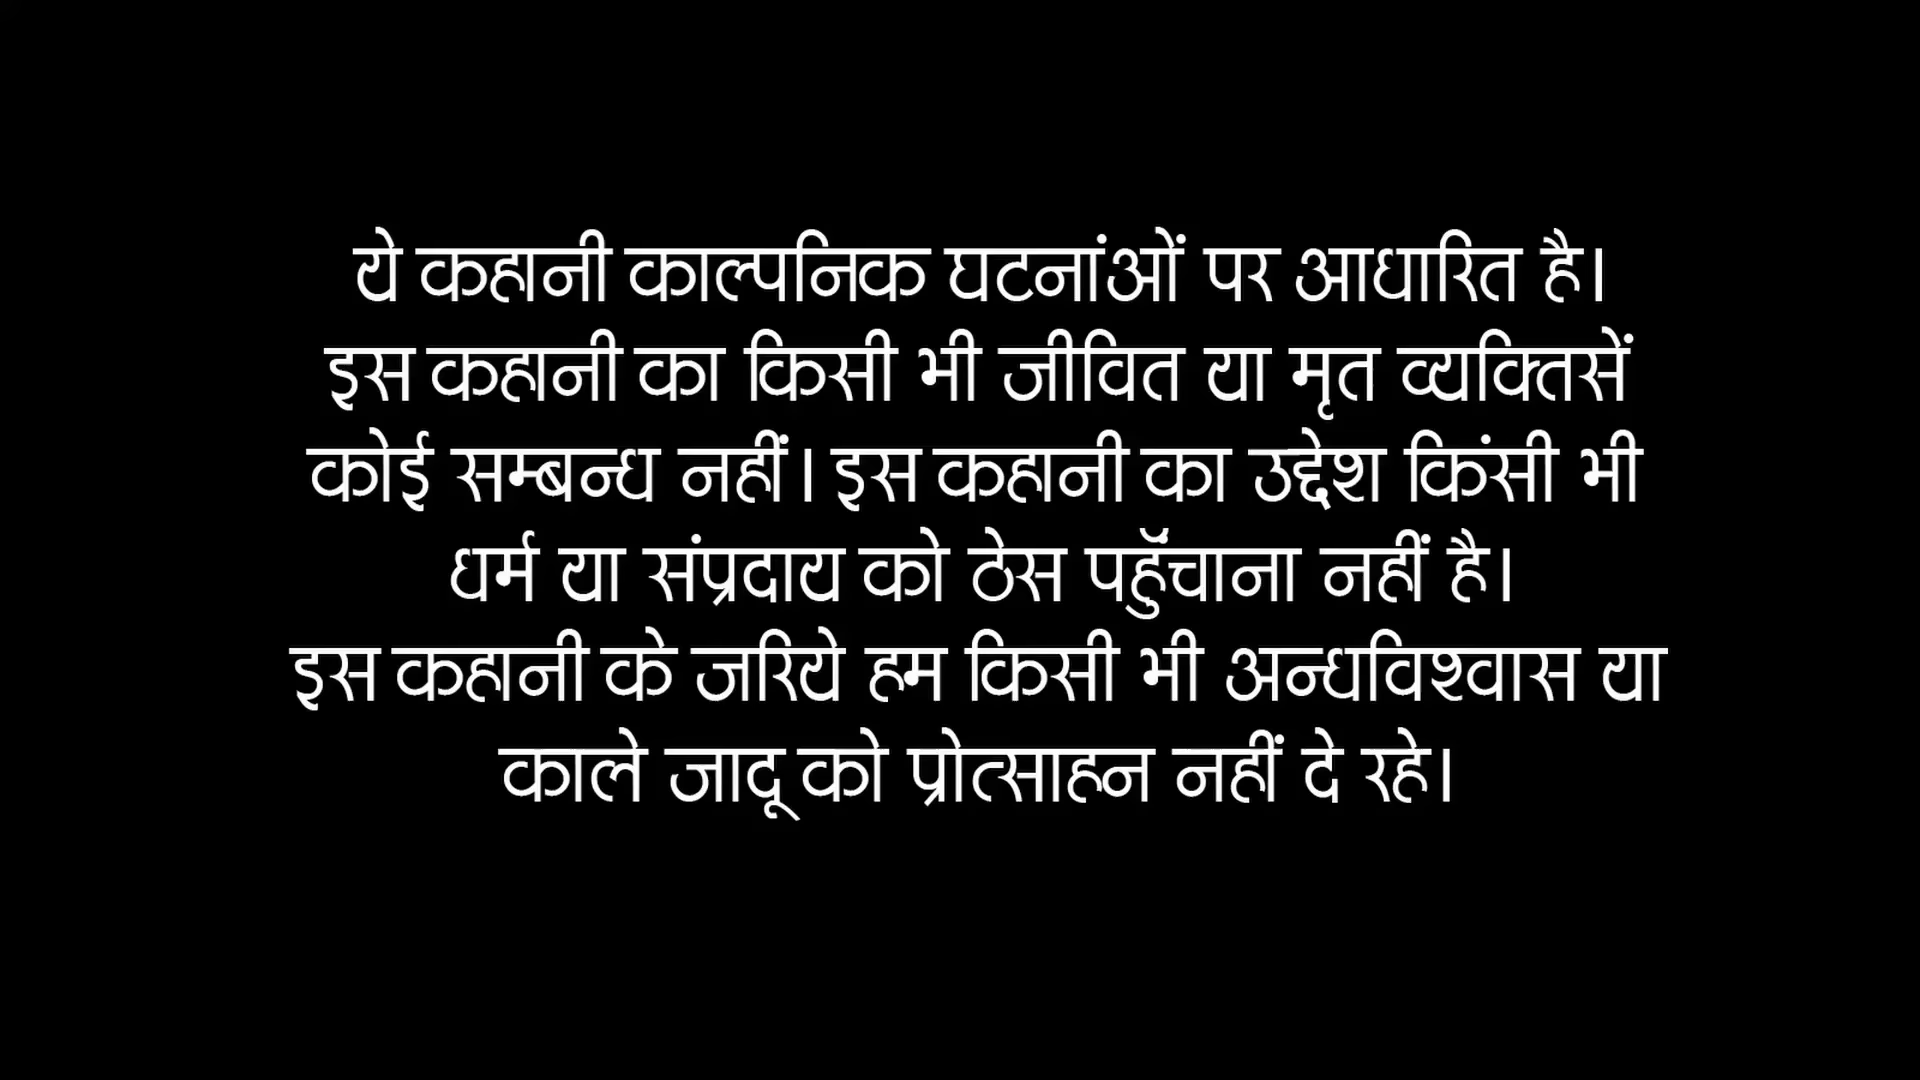 ये कहानी काल्पनिक घटनांओं पर आधारित है।
इस कहानी का किसी भी जीवित या मृत व्यक्तिसें
कोई सम्बन्ध नहीं। इस कहानी का उद्देश किंसी भी
धर्म या संप्रदाय को ठेस पहुॅंचाना नहीं है।
इस कहानी के जरिये हम किसी भी अन्धविश्वास या
काले जादू को प्रोत्साहन नहीं दे रहे।